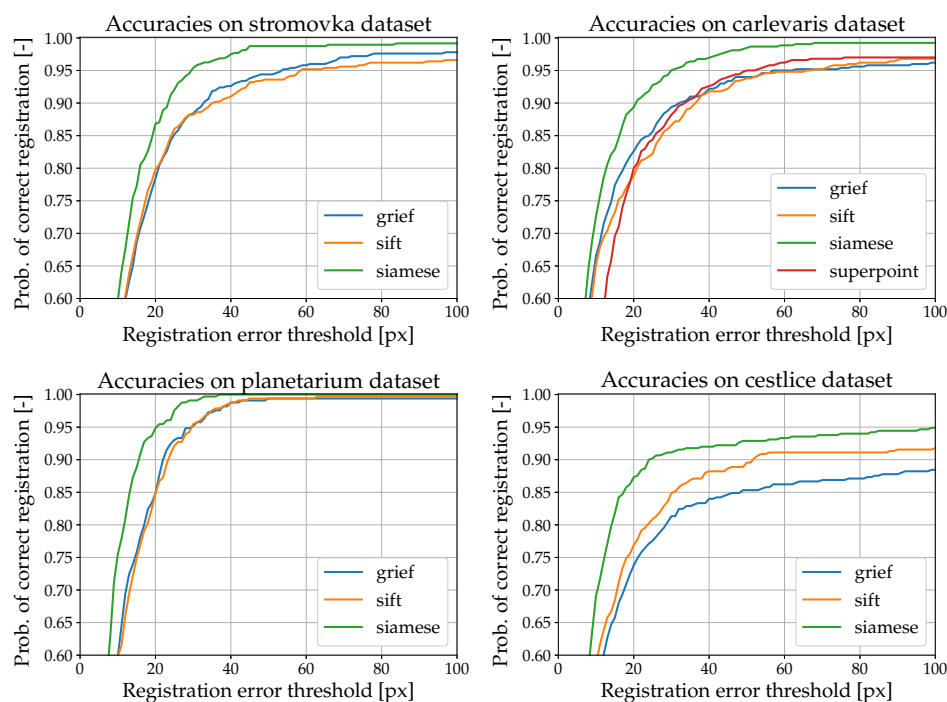 Accuracies on stromovka dataset
1.00
0.95
0.90
0.85
0.80
0.75
0.70
0.65
0.60
Prob. of correct registration [-]
grief
sift
siamese
0 20 40 60 80 100
Registration error threshold [px]
Accuracies on carlevaris dataset
1.00
0.95
0.90
0.85
0.80
0.75
0.70
0.65
0.60
Prob. of correct registration [-]
grief
sift
siamese
superpoint
0 20 40 60 80 100
Registration error threshold [px]
Accuracies on planetarium dataset
1.00
0.95
0.90
0.85
0.80
0.75
0.70
0.65
0.60
Prob. of correct registration [-]
grief
sift
siamese
0 20 40 60 80 100
Registration error threshold [px]
Accuracies on cestlice dataset
1.00
0.95
0.90
0.85
0.80
0.75
0.70
0.65
0.60
Prob. of correct registration [-]
grief
sift
siamese
0 20 40 60 80 100
Registration error threshold [px]